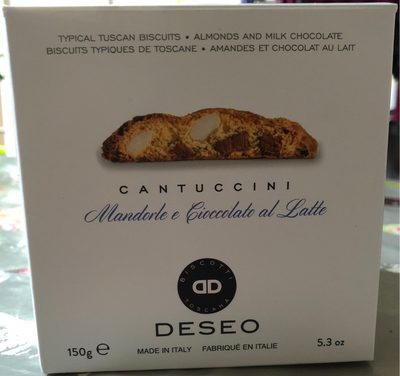 TYPICAL TUSCAN BISCUITS • ALMONDS AND MILK CHOCOLATE
BISCUITS TYPIQUES DE TOSCANE • AMANDES ET CHOCOLAT AU LAIT
CANTUCCINI
Mandorle e Cioccolato al Latte
BISCOTTI
DD
TOSCANA
DESEO
150g ℮ MADE IN ITALY FABRIQUÉ EN ITALIE 5.3 oz